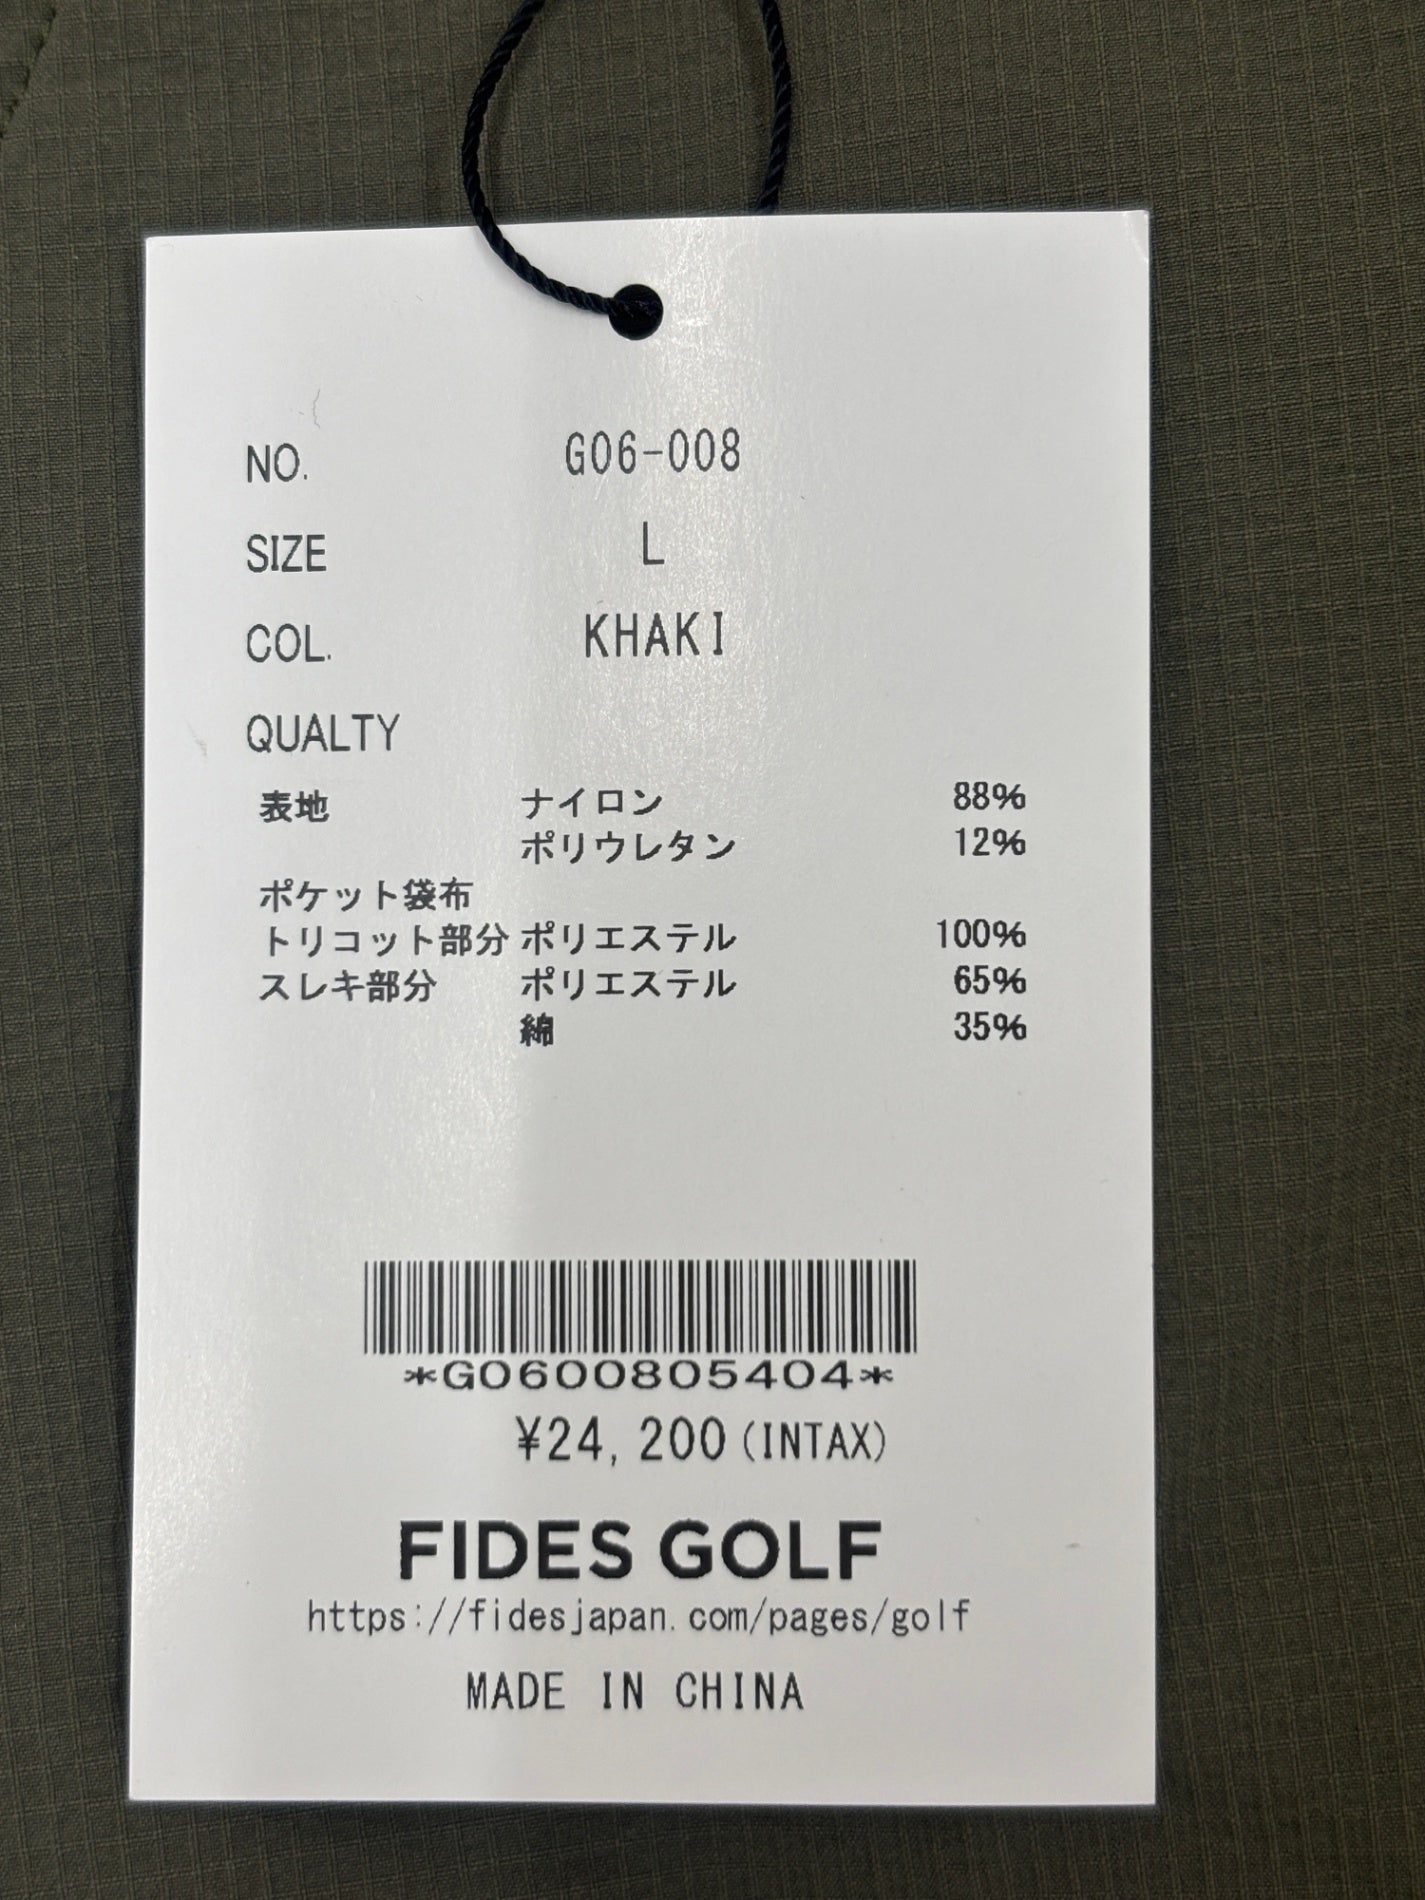 NO. G06-008
SIZE L
COL. KHAKI
QUALTY
表地 ナイロン 88%
ポリウレタン 12%
ポケット袋布
トリコット部分 ポリエステル 100%
スレキ部分 ポリエステル 65%
綿 35%
*G0600805404*
¥24,200(INTAX)
FIDES GOLF
https://fidesjapan.com/pages/golf
MADE IN CHINA